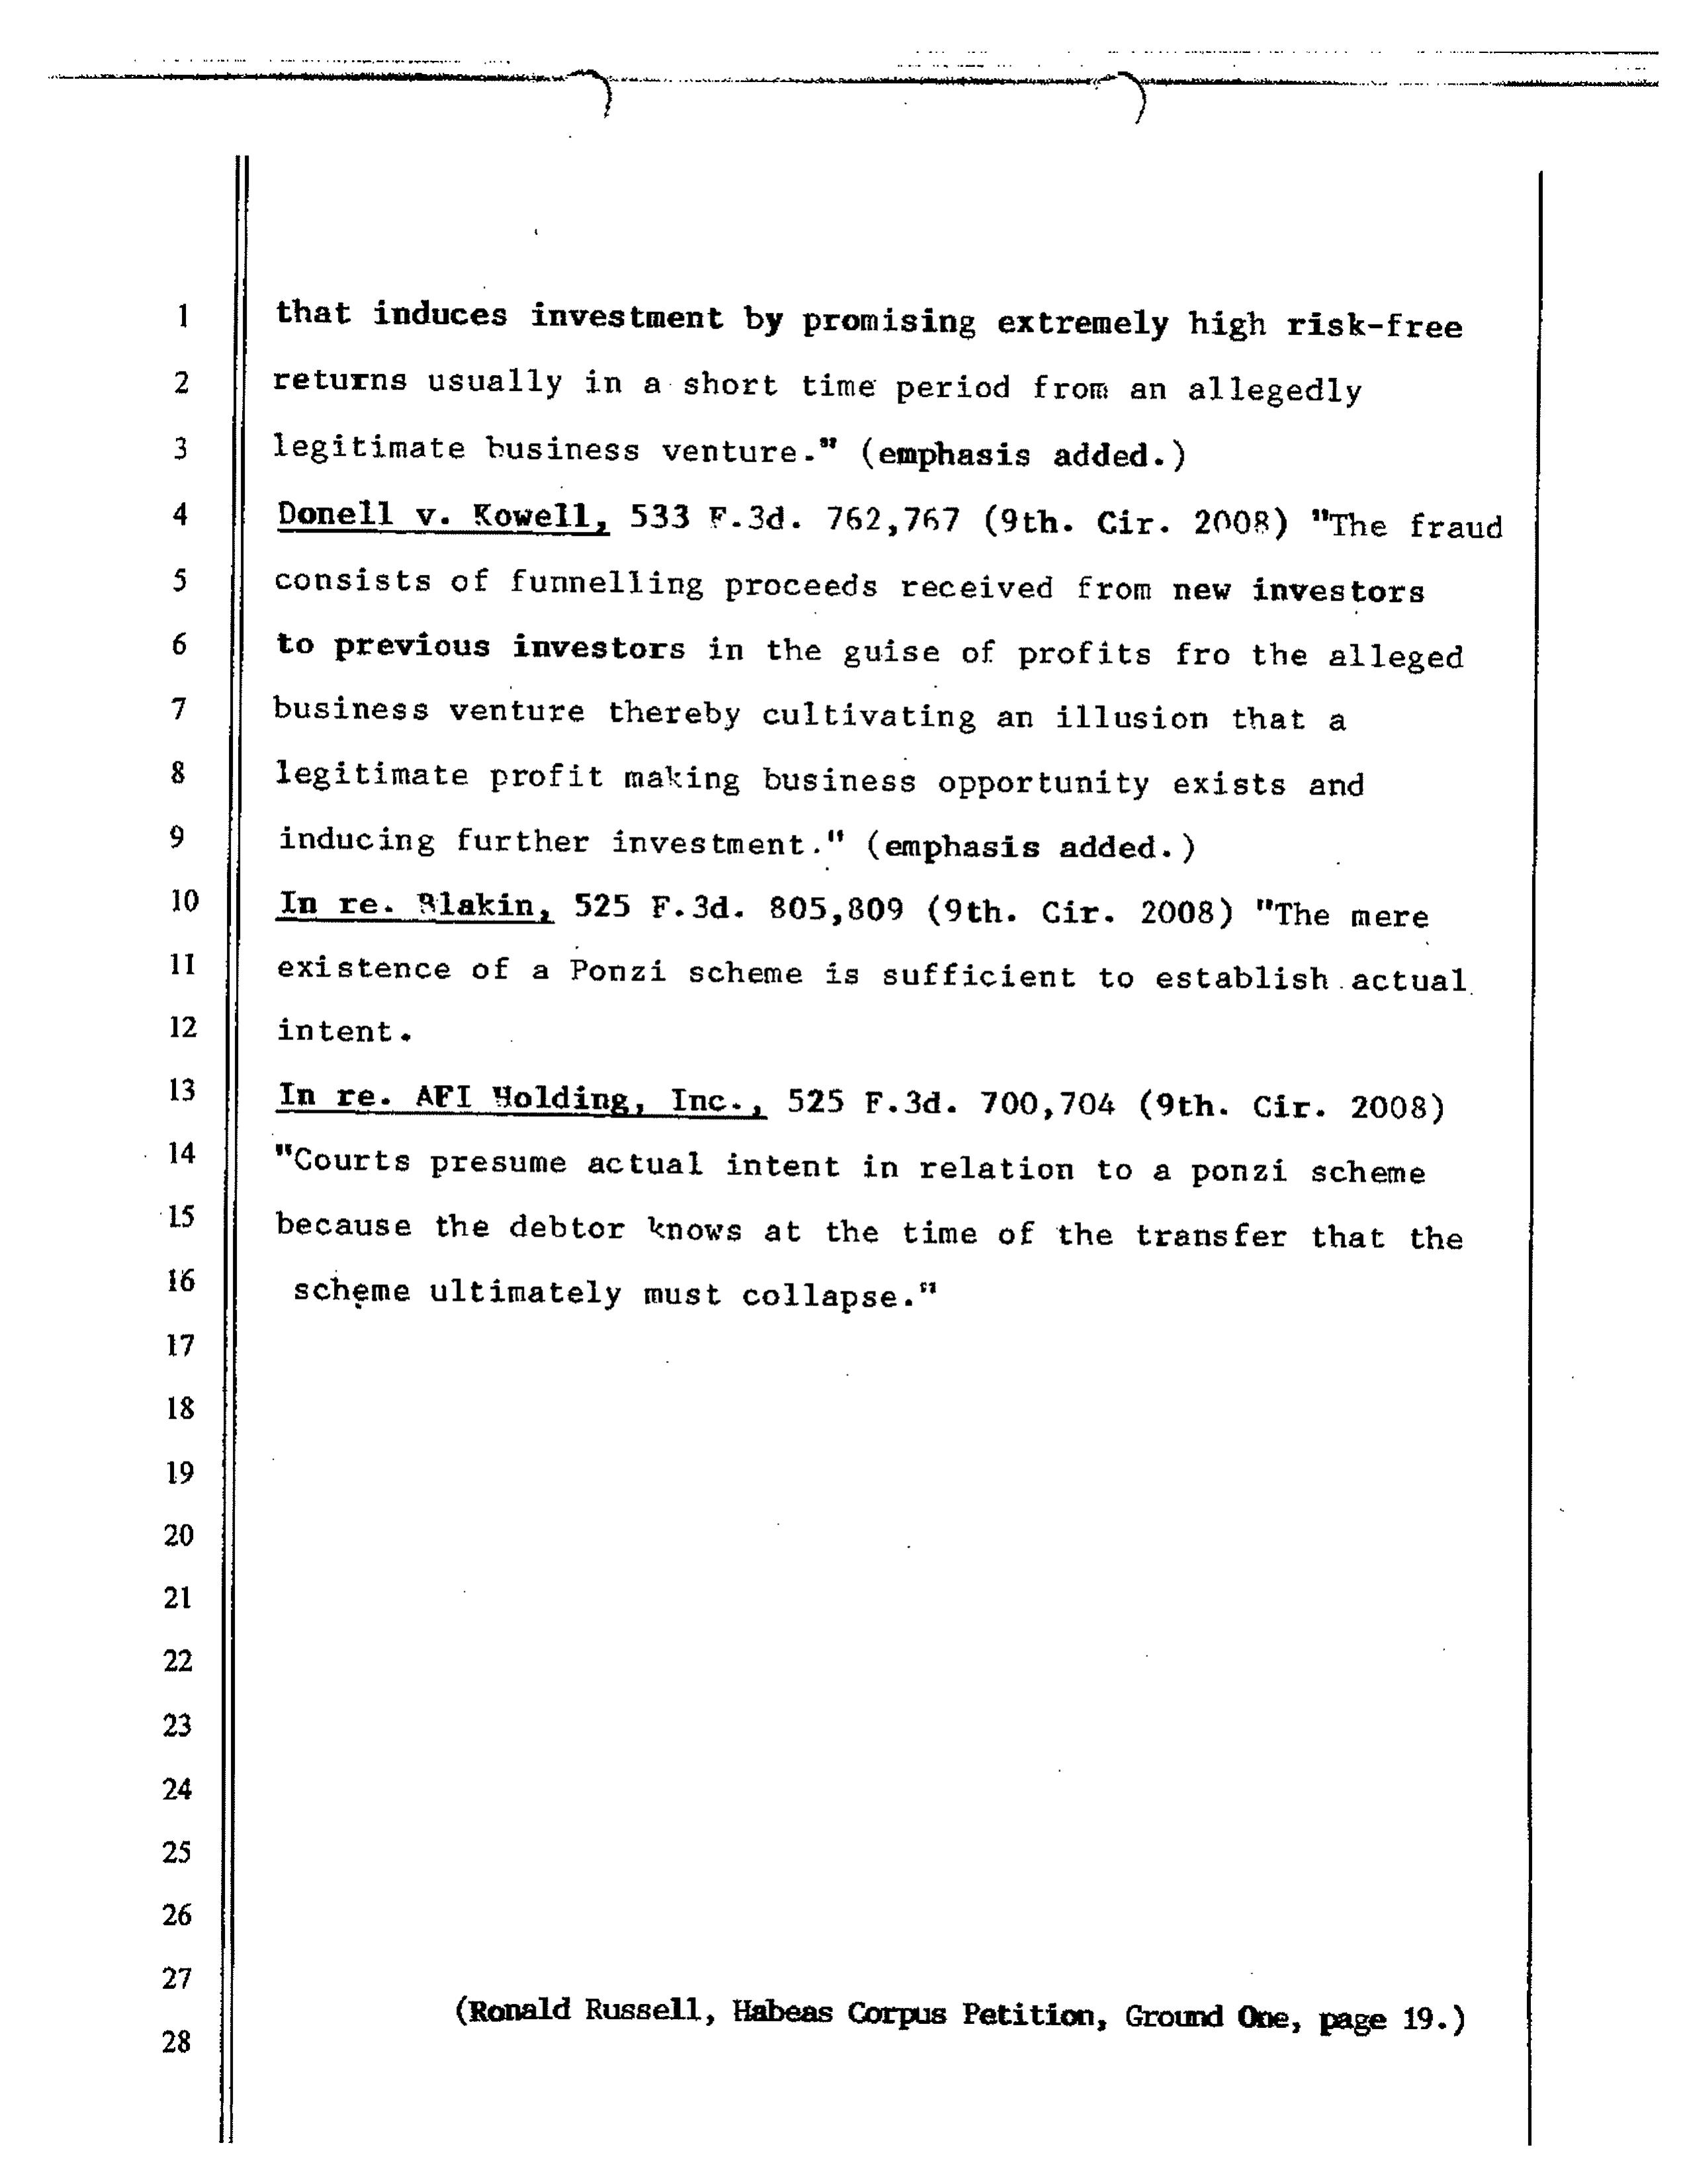 1 that induces investment by promising extremely high risk-free
2 returns usually in a short time period from an allegedly
3 legitimate business venture." (emphasis added.)
4 Donell v. Kowell, 533 F.3d. 762,767 (9th. Cir. 2008) "The fraud
5 consists of funnelling proceeds received from new investors
6 to previous investors in the guise of profits fro the alleged
7 business venture thereby cultivating an illusion that a
8 legitimate profit making business opportunity exists and
9 inducing further investment." (emphasis added.)
10 In re. Blakin, 525 F.3d. 805,809 (9th. Cir. 2008) "The mere
11 existence of a Ponzi scheme is sufficient to establish actual
12 intent.
13 In re. AFI Holding, Inc., 525 F.3d. 700,704 (9th. Cir. 2008)
14 "Courts presume actual intent in relation to a ponzi scheme
15 because the debtor knows at the time of the transfer that the
16 scheme ultimately must collapse."
17
18
19
20
21
22
23
24
25
26
27
(Ronald Russell, Habeas Corpus Petition, Ground One, page 19.)
28